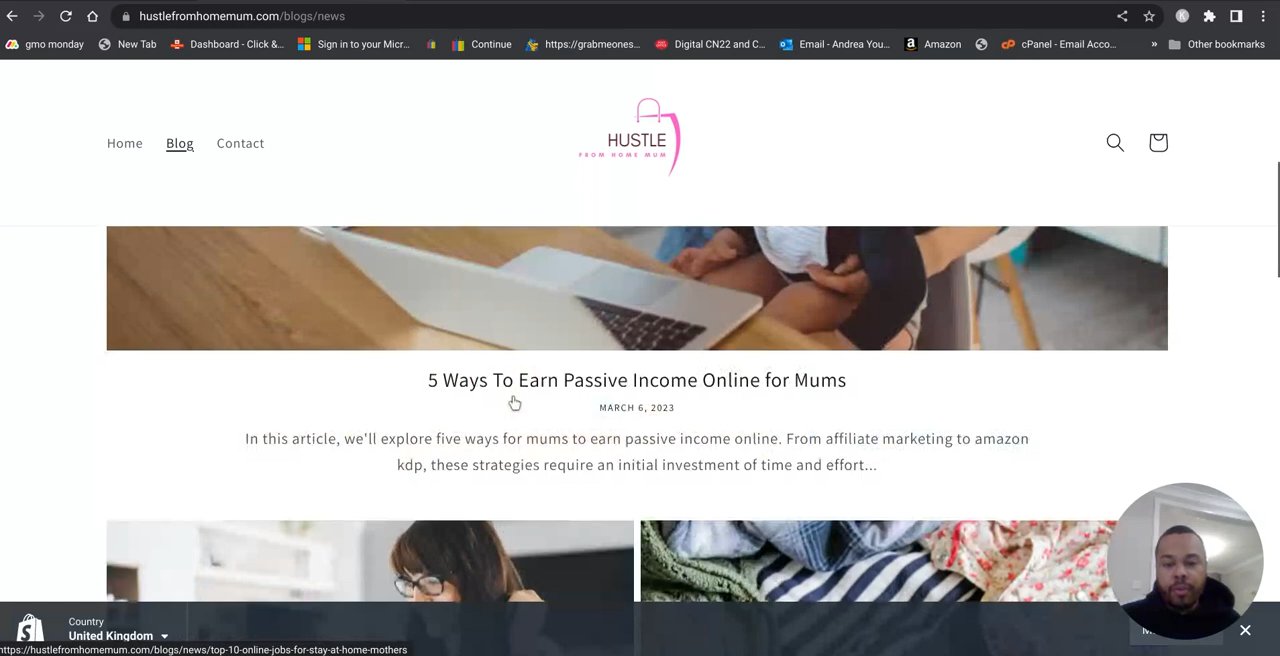 hustlefromhomemum.com/blogs/news
gmo monday New Tab Dashboard - Click &... Sign in to your Micr... Continue https://grabmeones... Digital CN22 and C... Email - Andrea You... Amazon cPanel - Email Acco... » Other bookmarks
Home Blog Contact
HUSTLE
FROM HOME MUM
5 Ways To Earn Passive Income Online for Mums
MARCH 6, 2023
In this article, we'll explore five ways for mums to earn passive income online. From affiliate marketing to amazon
kdp, these strategies require an initial investment of time and effort...
Country
United Kingdom
https://hustlefromhomemum.com/blogs/news/top-10-online-jobs-for-stay-at-home-mothers